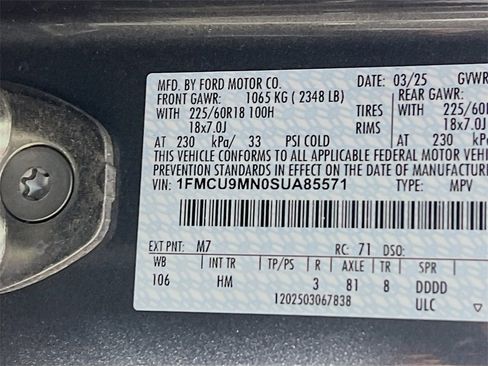 MFD. BY FORD MOTOR CO. DATE: 03/25 GVWR
FRONT GAWR: 1065 KG ( 2348 LB) REAR GAWR:
WITH 225/60R18 100H TIRES 225/60
18x7.0J RIMS 18x7.0J
AT 230 kPa/ 33 PSI COLD AT 230 k
THIS VEHICLE CONFORMS TO ALL APPLICABLE FEDERAL MOTOR VEHIC
PREVENTION STANDARDS IN EFFECT ON THE DATE OF MANUFACTURE
VIN: 1FMCU9MN0SUA85571 TYPE: MPV
EXT PNT: M7 RC: 71 DSO:
WB INT TR TP/PS R AXLE TR SPR
106 HM 3 81 8 DDDD
1202503067838 ULC